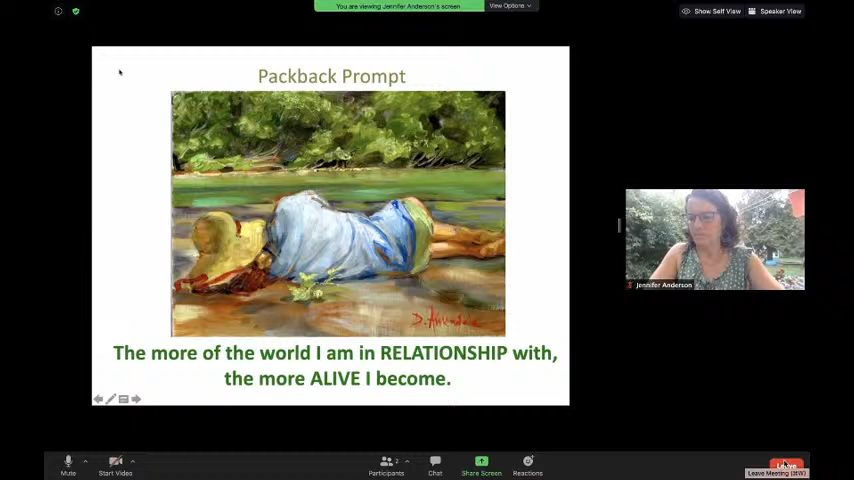 You are viewing Jennifer Anderson's screen
View Options
Show Self View
Speaker View
Packback Prompt
The more of the world I am in RELATIONSHIP with,
the more ALIVE I become.
Jennifer Anderson
Mute
Start Video
Participants
2
Chat
Share Screen
Reactions
Leave
Leave Meeting (⌘W)